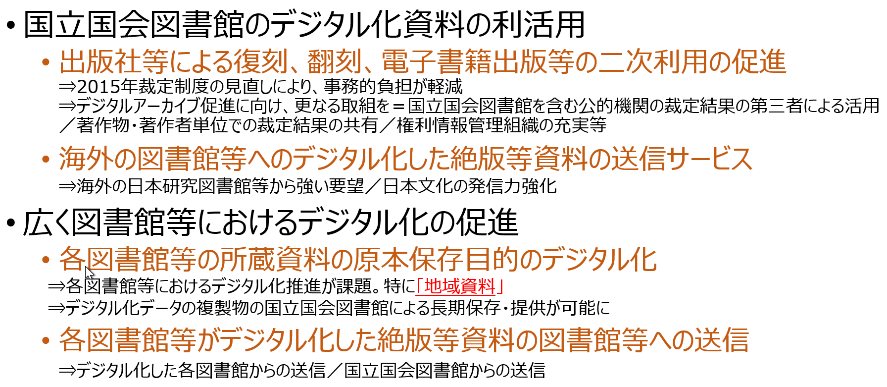 • 国立国会図書館のデジタル化資料の利活用
• 出版社等による復刻、翻刻、電子書籍出版等の二次利用の促進
⇒2015年裁定制度の見直しにより、事務的負担が軽減
⇒デジタルアーカイブ促進に向け、更なる取組を＝国立国会図書館を含む公的機関の裁定結果の第三者による活用
／著作物・著作者単位での裁定結果の共有／権利情報管理組織の充実等
• 海外の図書館等へのデジタル化した絶版等資料の送信サービス
⇒海外の日本研究図書館等から強い要望／日本文化の発信力強化
• 広く図書館等におけるデジタル化の促進
• 各図書館等の所蔵資料の原本保存目的のデジタル化
⇒各図書館等におけるデジタル化推進が課題。特に「地域資料」
⇒デジタル化データの複製物の国立国会図書館による長期保存・提供が可能に
• 各図書館等がデジタル化した絶版等資料の図書館等への送信
⇒デジタル化した各図書館からの送信／国立国会図書館からの送信